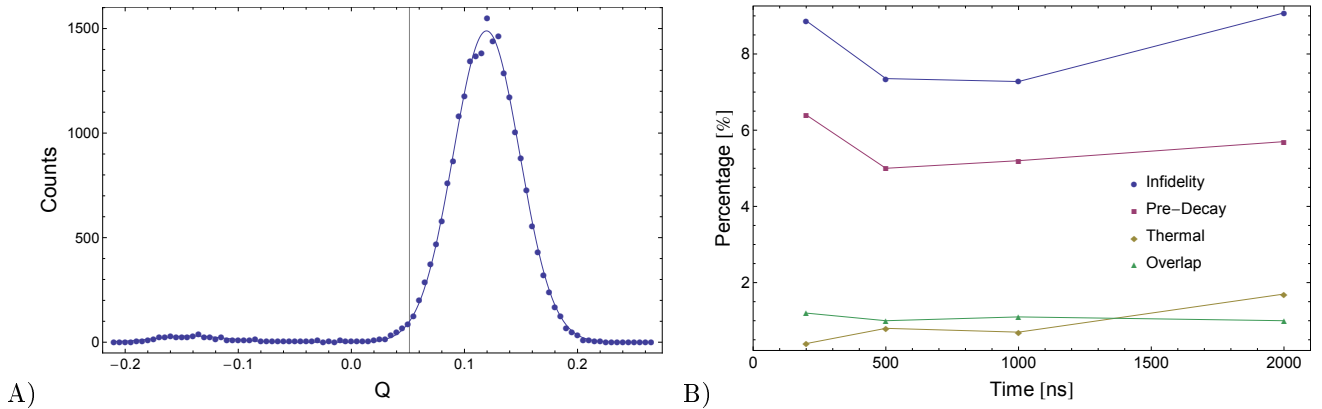 1500
1000
500
0
Counts
−0.2
−0.1
0.0
0.1
0.2
Q
A)
8
6
4
2
Percentage [%]
Infidelity
Pre−Decay
Thermal
Overlap
0
500
1000
1500
2000
Time [ns]
B)